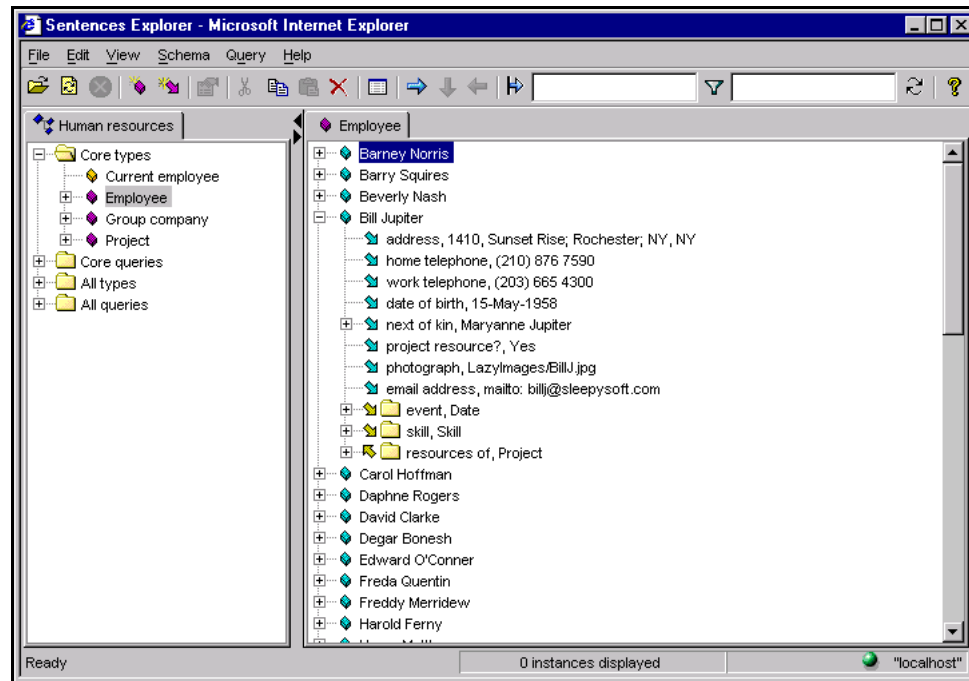 Sentences Explorer - Microsoft Internet Explorer
File Edit View Schema Query Help
Human resources
Core types
Current employee
Employee
Group company
Project
Core queries
All types
All queries
Employee
Barney Norris
Barry Squires
Beverly Nash
Bill Jupiter
address, 1410, Sunset Rise; Rochester; NY, NY
home telephone, (210) 876 7590
work telephone, (203) 665 4300
date of birth, 15-May-1958
next of kin, Maryanne Jupiter
project resource?, Yes
photograph, LazyImages/BillJ.jpg
email address, mailto: billj@sleepysoft.com
event, Date
skill, Skill
resources of, Project
Carol Hoffman
Daphne Rogers
David Clarke
Degar Bonesh
Edward O'Conner
Freda Quentin
Freddy Merridew
Harold Ferny
Ready
0 instances displayed
"localhost"